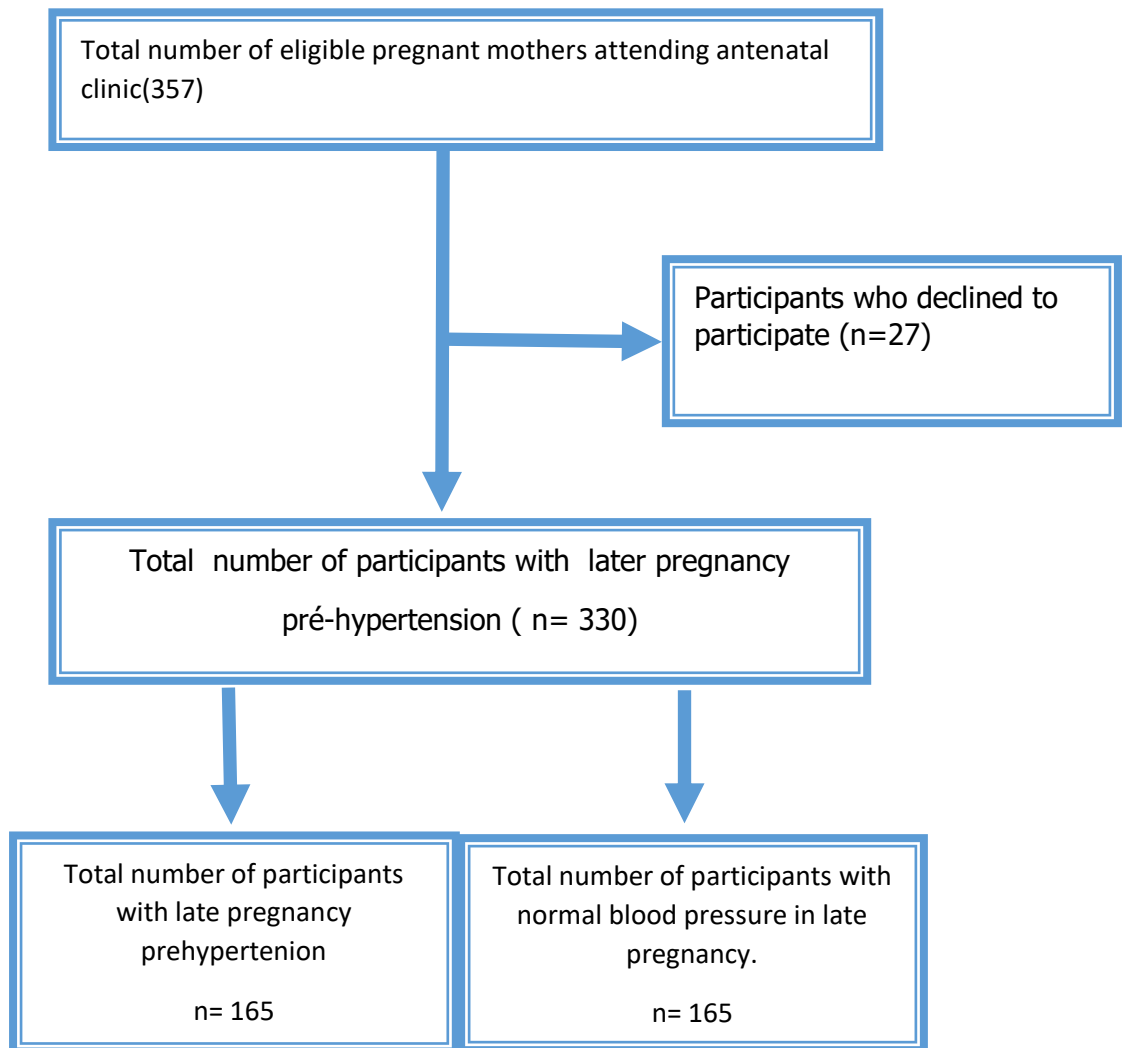 Total number of eligible pregnant mothers attending antenatal
clinic(357)
Participants who declined to
participate (n=27)
Total  number of participants with  later pregnancy
pré-hypertension ( n= 330)
Total number of participants
with late pregnancy
prehypertenion
n= 165
Total number of participants with
normal blood pressure in late
pregnancy.
n= 165